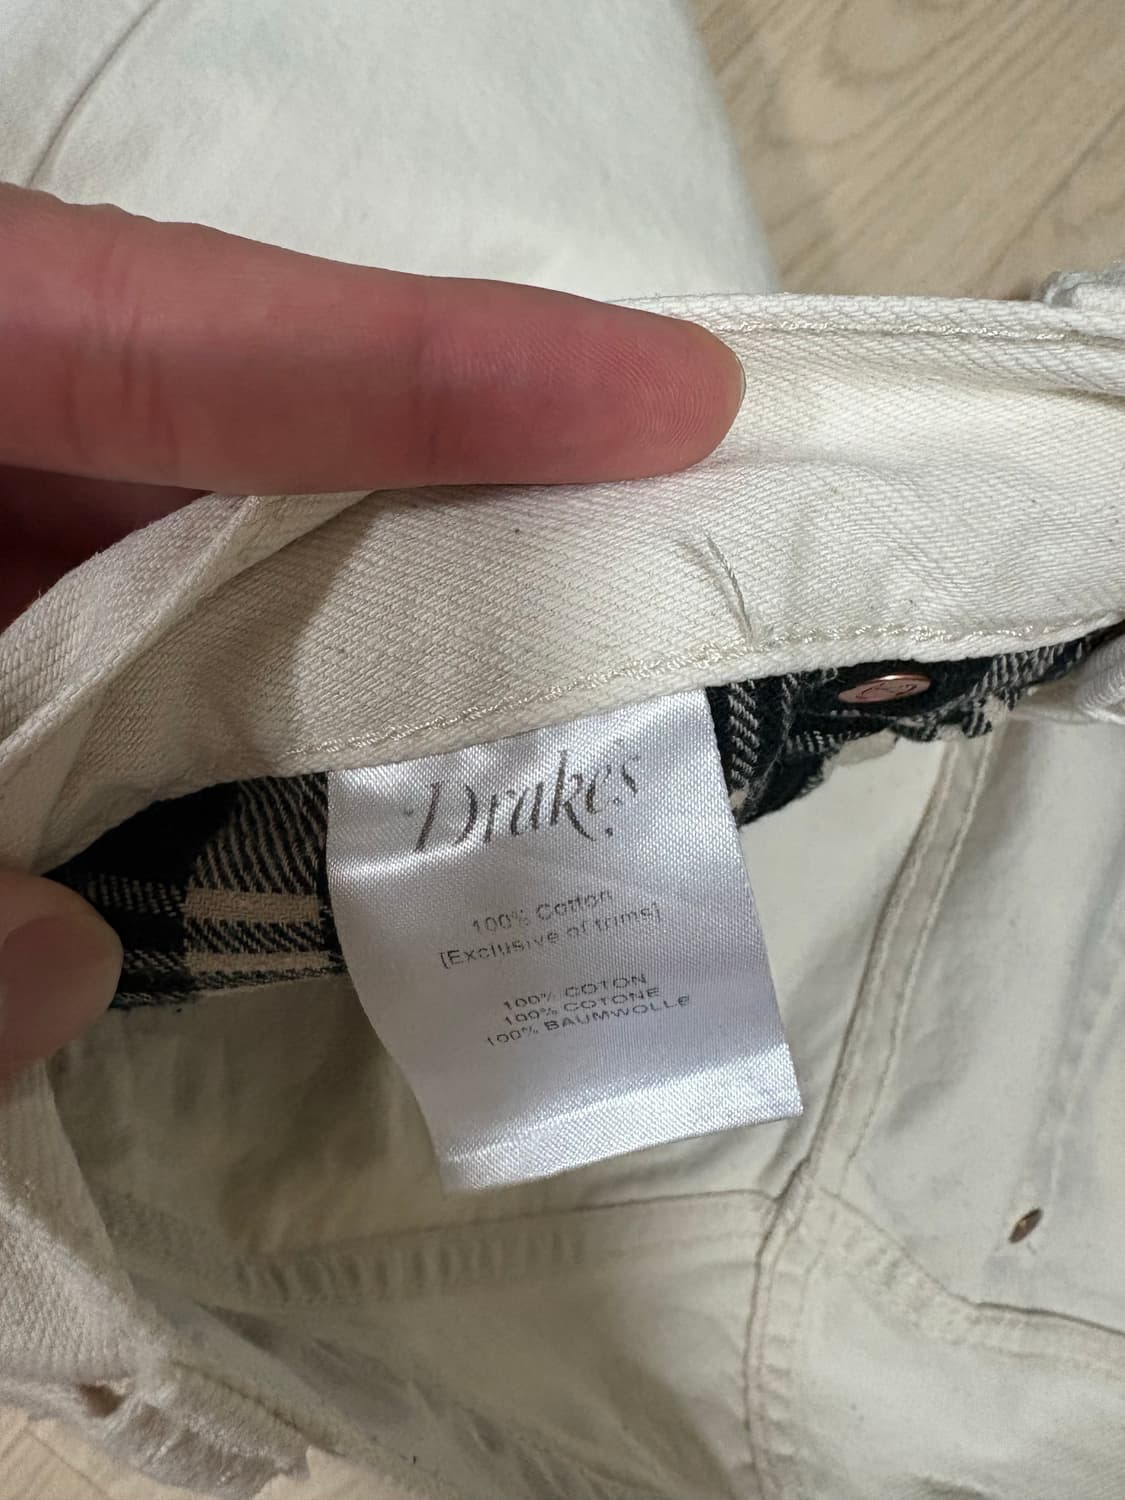 Drake's
100% Cotton
[Exclusive of trims]
100% COTON
100% COTONE
100% BAUMWOLLe